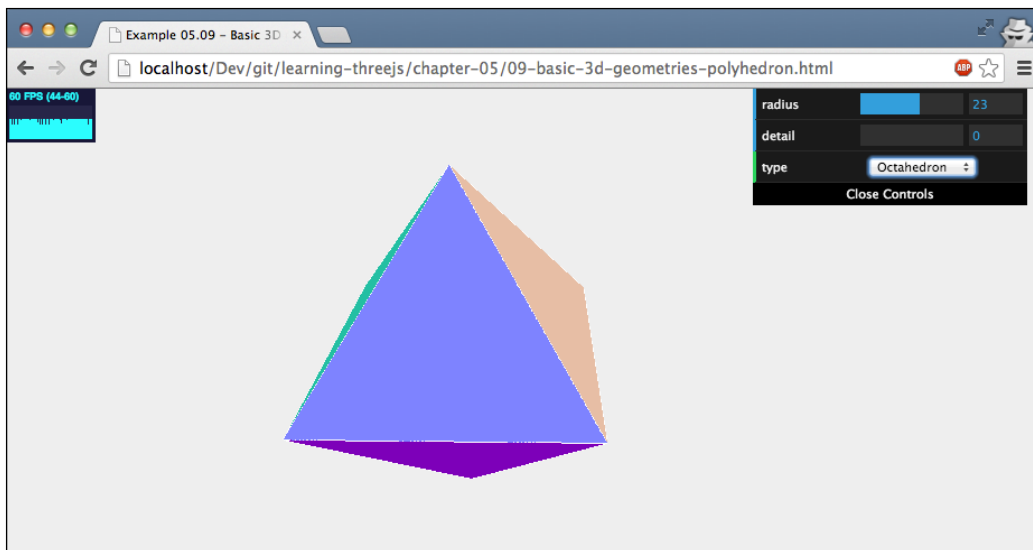 Example 05.09 - Basic 3D
localhost/Dev/git/learning-threejs/chapter-05/09-basic-3d-geometries-polyhedron.html
ABP
60 FPS (44-60)
radius 23
detail 0
type Octahedron
Close Controls